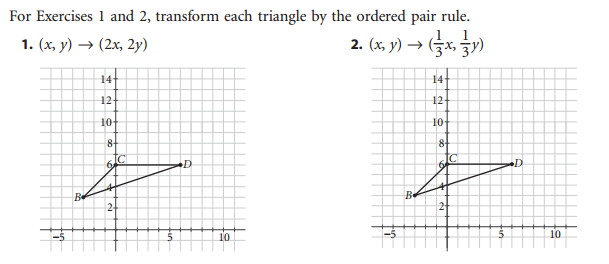 For Exercises 1 and 2, transform each triangle by the ordered pair rule.
1. (x, y) → (2x, 2y)
2. (x, y) → (1/3x, 1/3y)
14
12
10
8
6
C
D
4
B
2
-5
5
10
14
12
10
8
6
C
D
4
B
2
-5
5
10